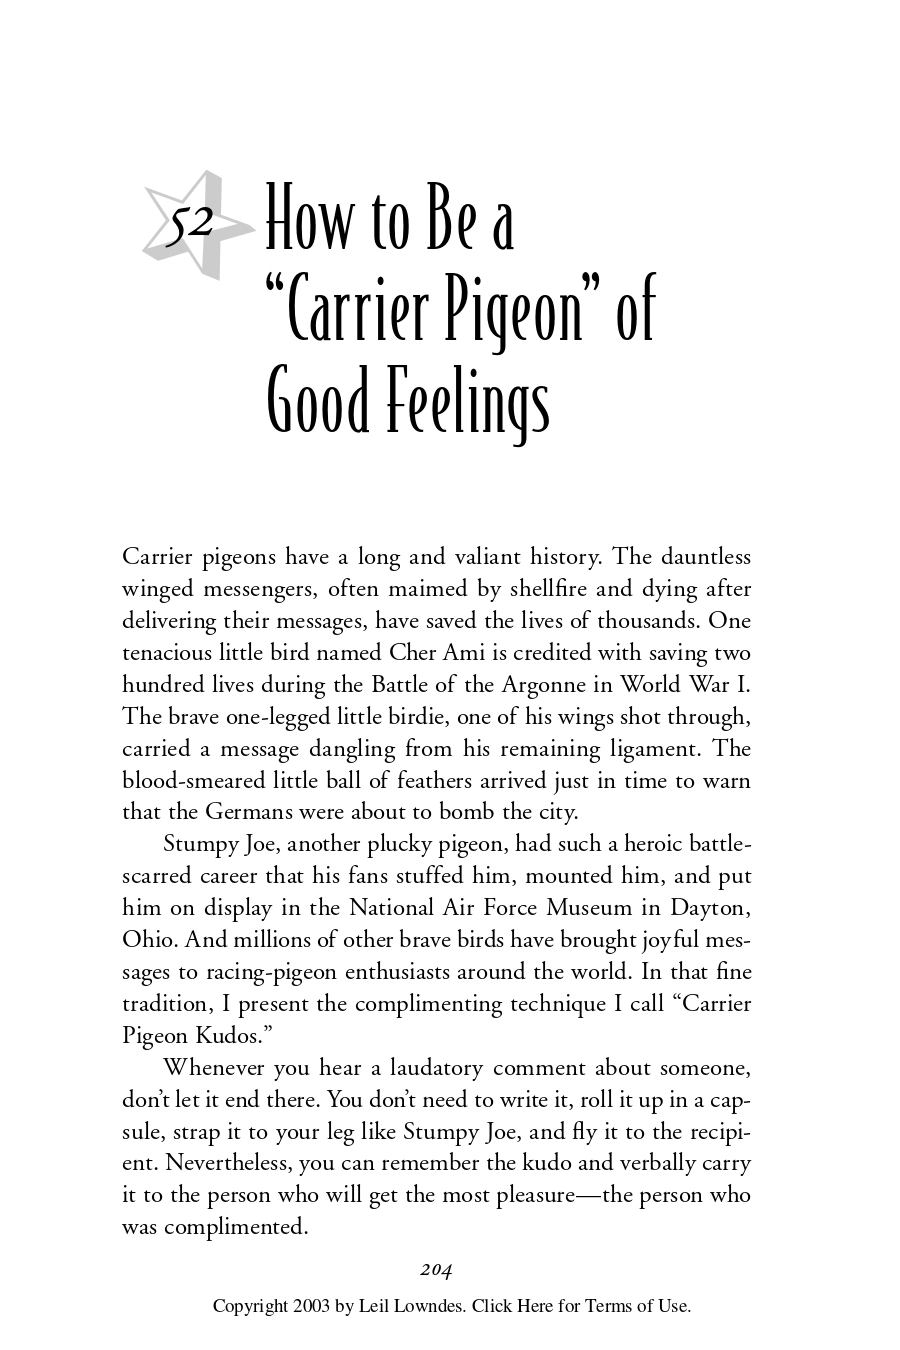 52
How to Be a
“Carrier Pigeon” of
Good Feelings
Carrier pigeons have a long and valiant history. The dauntless
winged messengers, often maimed by shellfire and dying after
delivering their messages, have saved the lives of thousands. One
tenacious little bird named Cher Ami is credited with saving two
hundred lives during the Battle of the Argonne in World War I.
The brave one-legged little birdie, one of his wings shot through,
carried a message dangling from his remaining ligament. The
blood-smeared little ball of feathers arrived just in time to warn
that the Germans were about to bomb the city.
Stumpy Joe, another plucky pigeon, had such a heroic battle-
scarred career that his fans stuffed him, mounted him, and put
him on display in the National Air Force Museum in Dayton,
Ohio. And millions of other brave birds have brought joyful mes-
sages to racing-pigeon enthusiasts around the world. In that fine
tradition, I present the complimenting technique I call “Carrier
Pigeon Kudos.”
Whenever you hear a laudatory comment about someone,
don’t let it end there. You don’t need to write it, roll it up in a cap-
sule, strap it to your leg like Stumpy Joe, and fly it to the recipi-
ent. Nevertheless, you can remember the kudo and verbally carry
it to the person who will get the most pleasure—the person who
was complimented.
204
Copyright 2003 by Leil Lowndes. Click Here for Terms of Use.